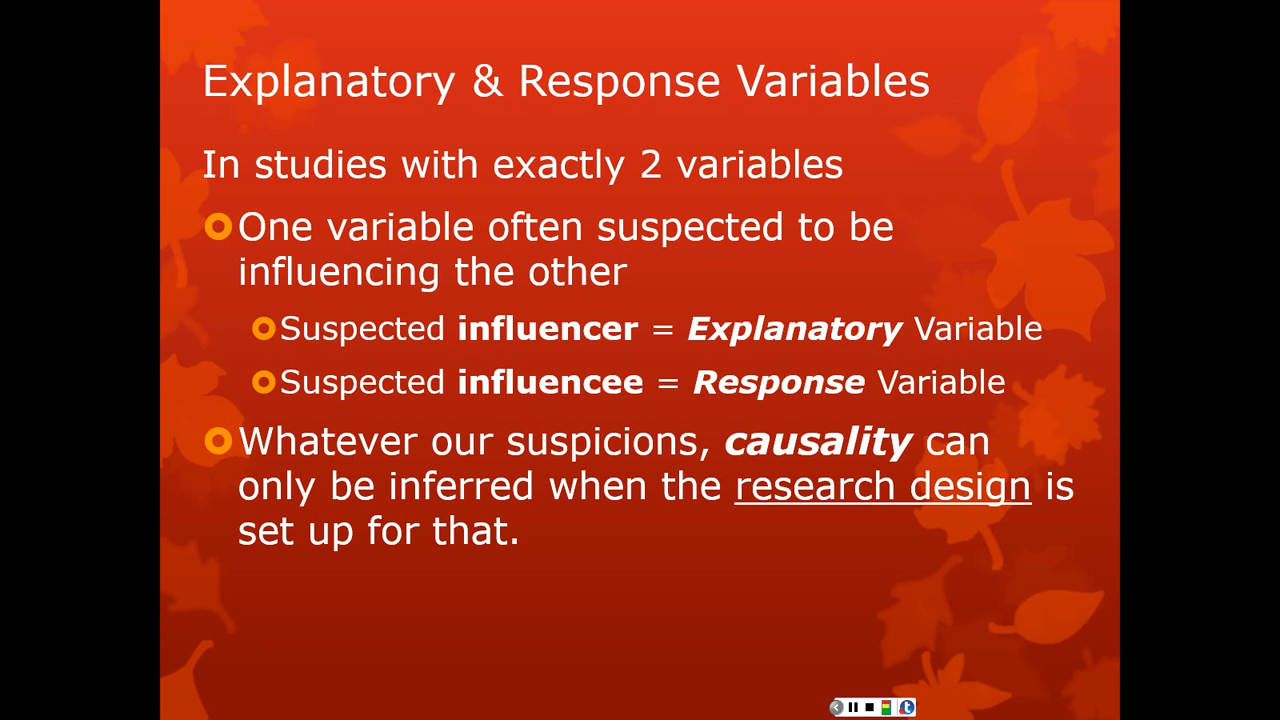 Explanatory & Response Variables
In studies with exactly 2 variables
One variable often suspected to be
influencing the other
Suspected influencer = Explanatory Variable
Suspected influencee = Response Variable
Whatever our suspicions, causality can
only be inferred when the research design is
set up for that.